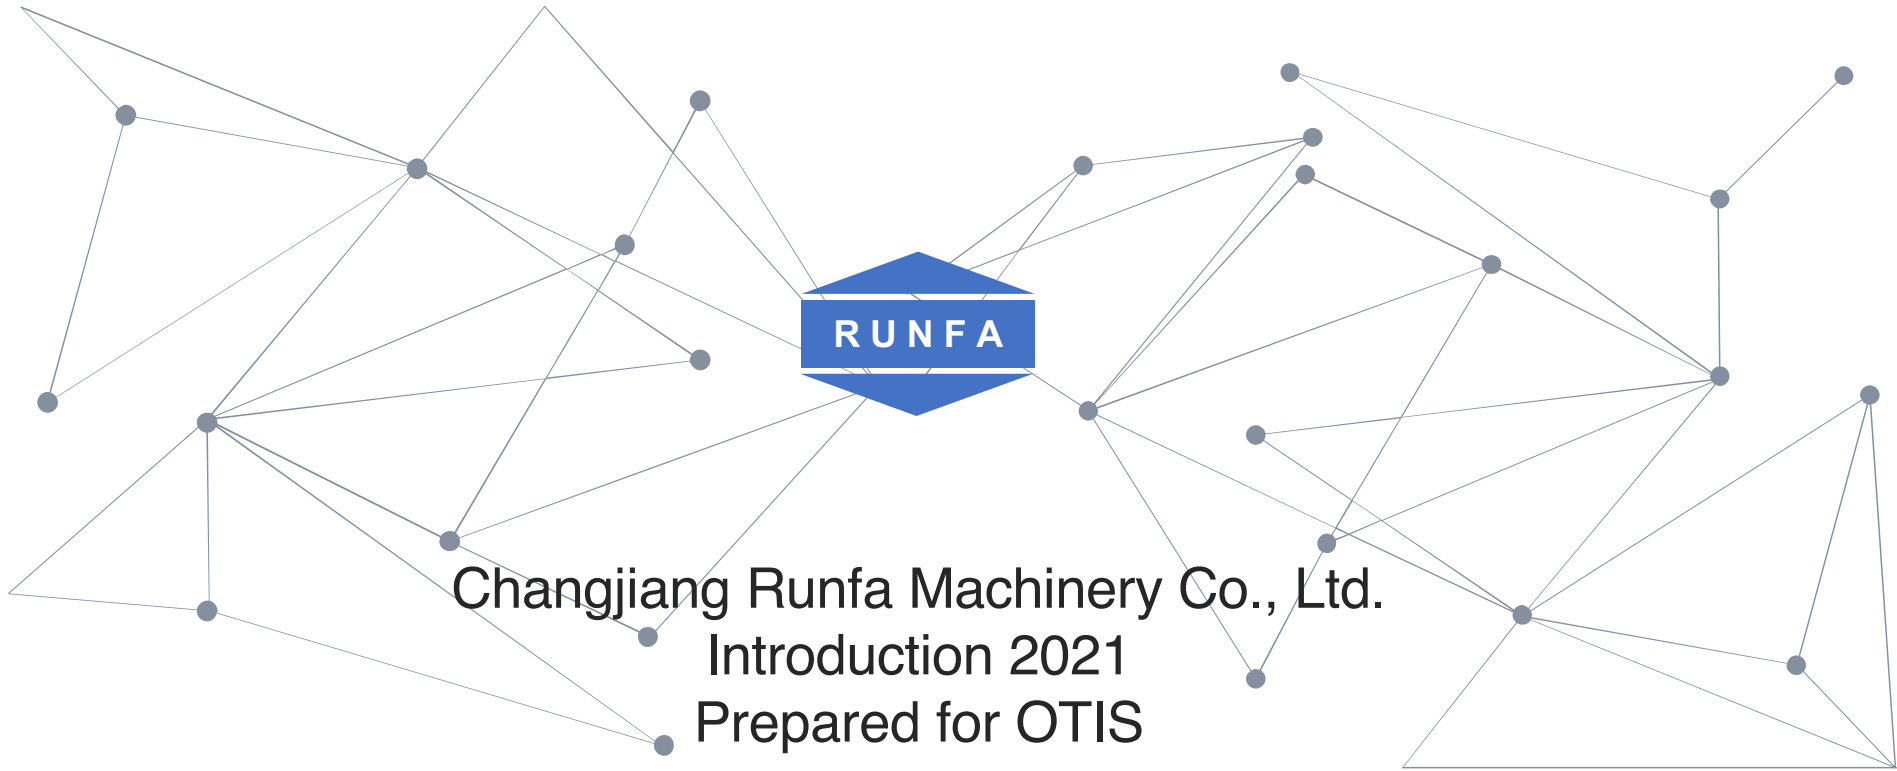 RUNFA
Changjiang Runfa Machinery Co., Ltd.
Introduction 2021
Prepared for OTIS